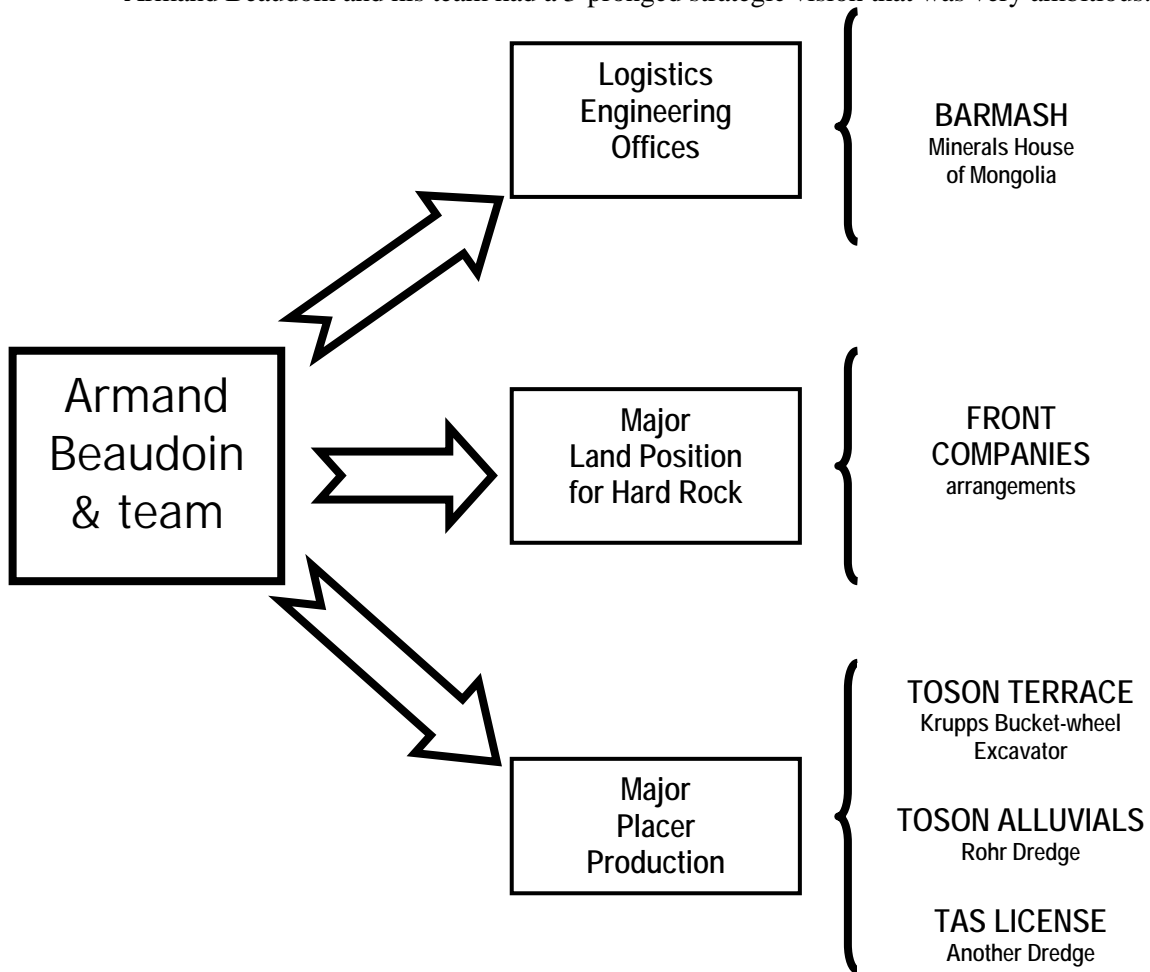 Armand Beaudoin and his team had a 3-pronged strategic vision that was very ambitious.
Logistics
Engineering
Offices
BARMASH
Minerals House
of Mongolia
Armand
Beaudoin
& team
Major
Land Position
for Hard Rock
FRONT
COMPANIES
arrangements
Major
Placer
Production
TOSON TERRACE
Krupps Bucket-wheel
Excavator
TOSON ALLUVIALS
Rohr Dredge
TAS LICENSE
Another Dredge